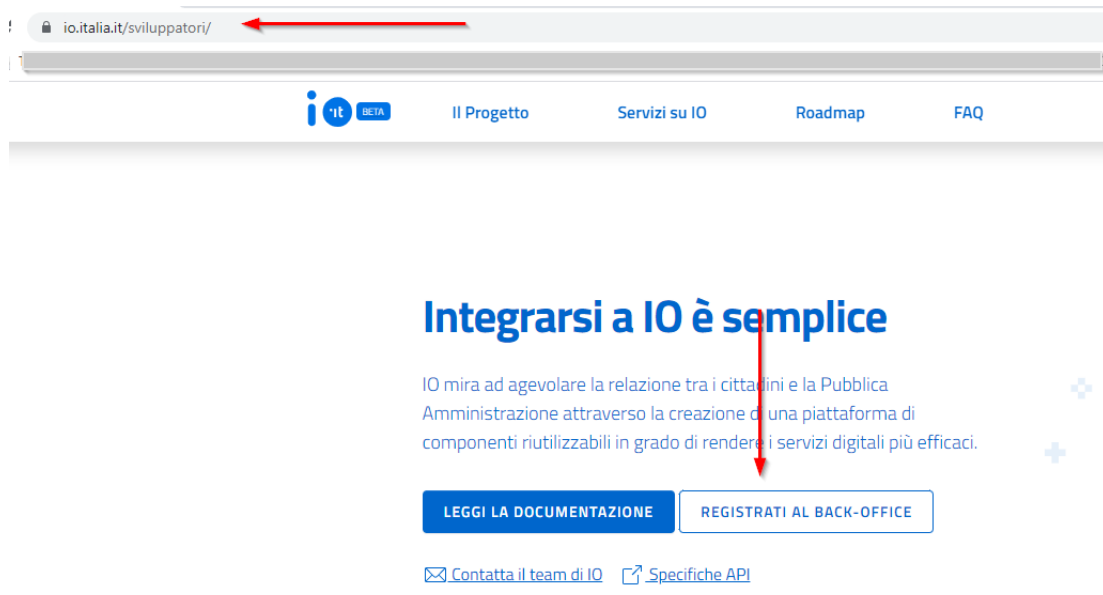 io.italia.it/sviluppatori/
io it BETA
Il Progetto
Servizi su IO
Roadmap
FAQ
Integrarsi a IO è semplice
IO mira ad agevolare la relazione tra i cittadini e la Pubblica
Amministrazione attraverso la creazione di una piattaforma di
componenti riutilizzabili in grado di rendere i servizi digitali più efficaci.
LEGGI LA DOCUMENTAZIONE
REGISTRATI AL BACK-OFFICE
Contatta il team di IO
Specifiche API